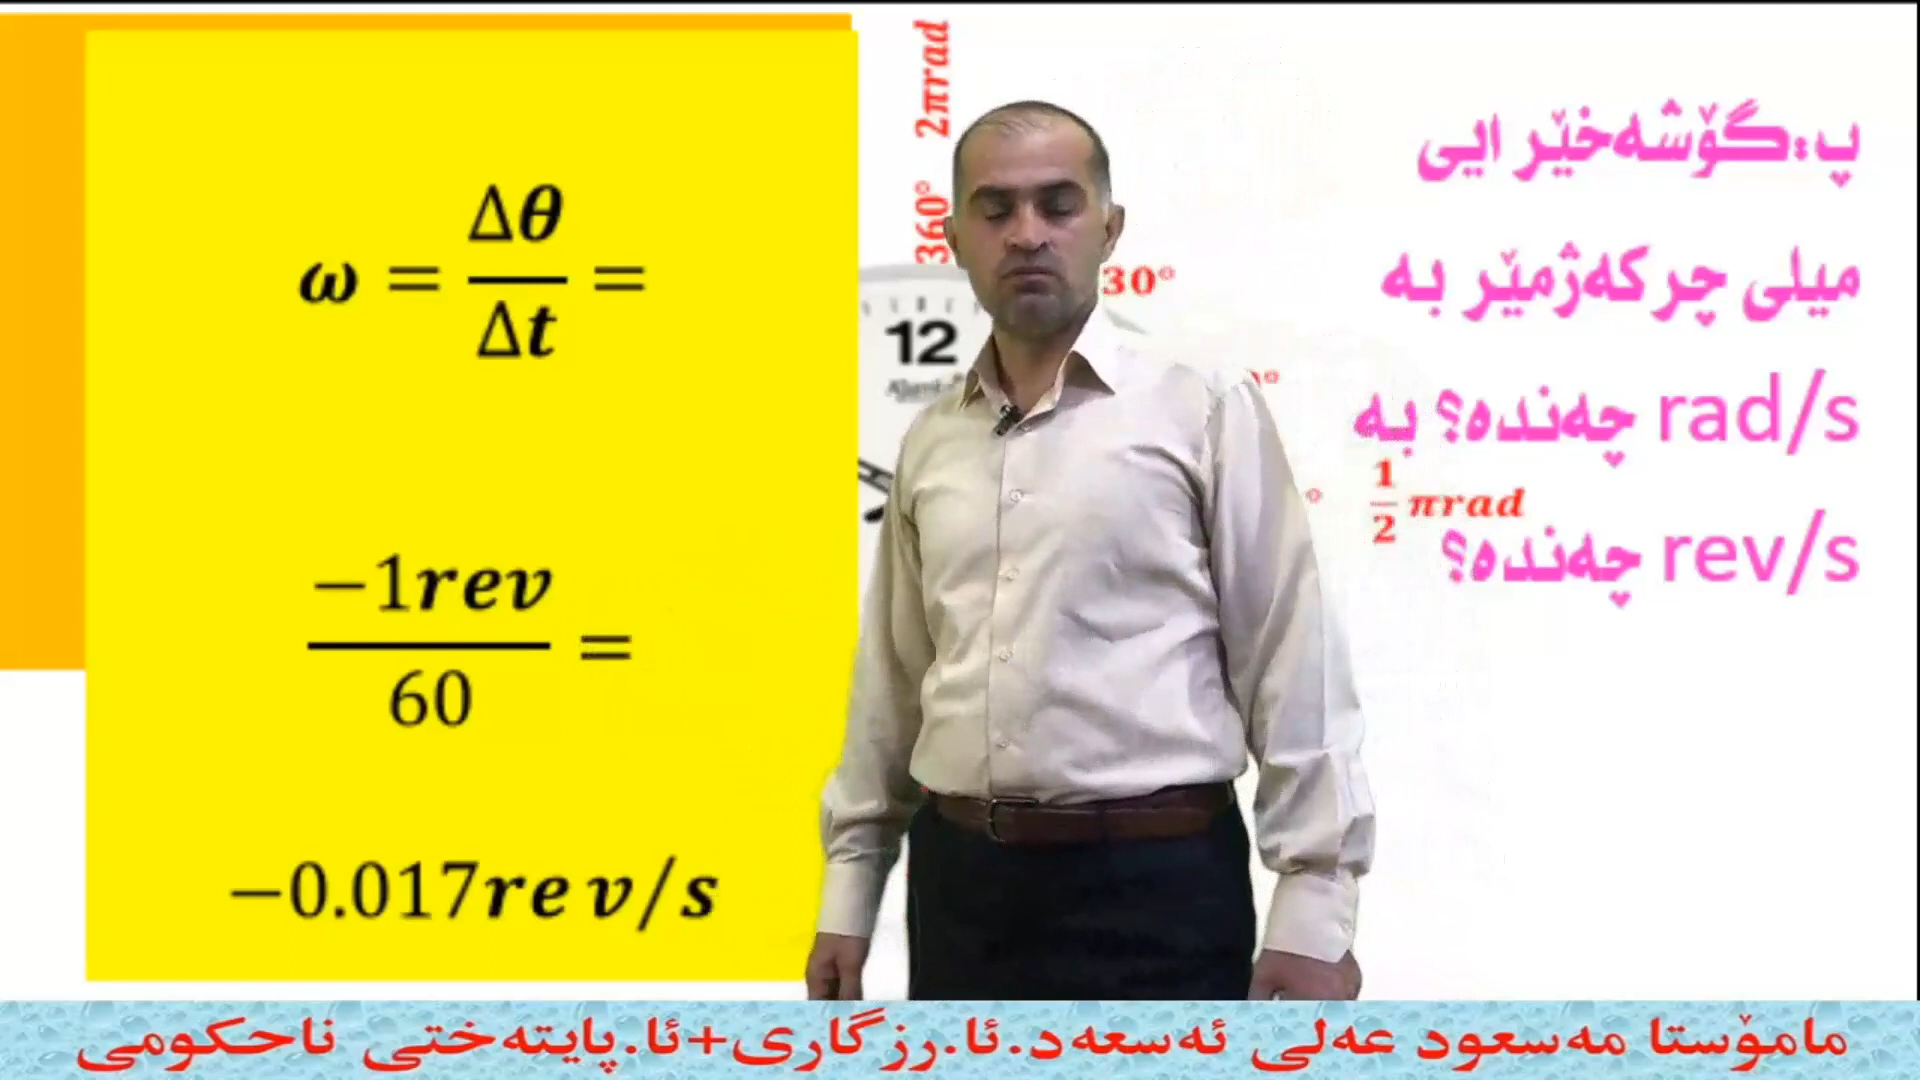 پ:گۆشەخێرایی
میلی چرکەژمێر بە
rad/s چەندە؟ بە
rev/s چەندە؟
ω = Δθ/Δt =
−1rev/60 =
−0.017rev/s
2πrad
360°
30°
12
1/2 πrad
مامۆستا مەسعود عەلی ئەسعەد.ئا.رزگاری+ئا.پایتەختی ناحکومی